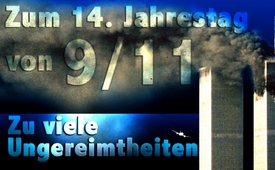 Zum 14. Jahrestag
von 9/11
Zu viele
Ungereimtheiten